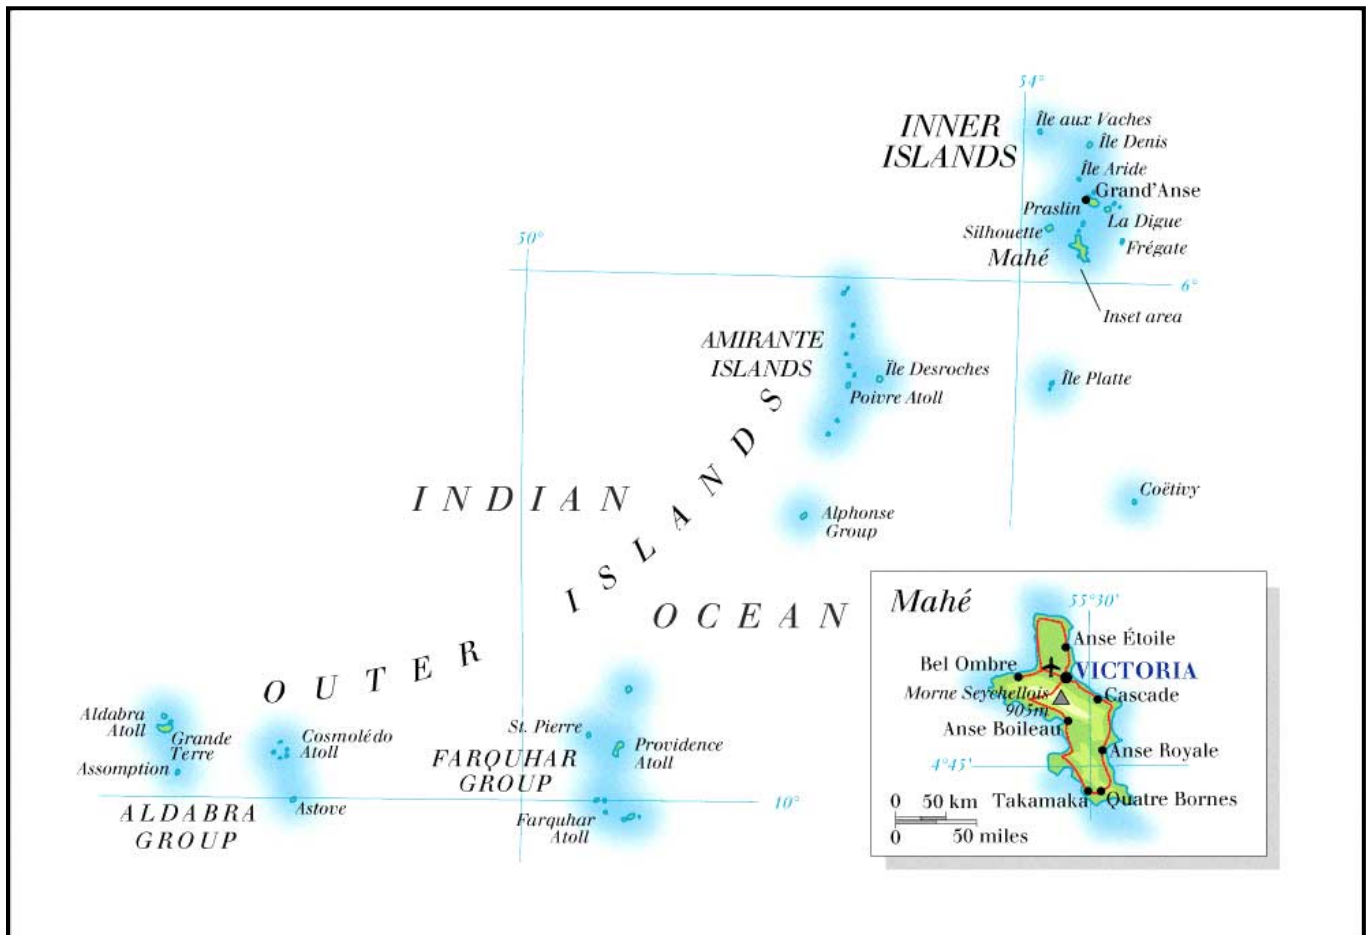 54°
INNER
ISLANDS
Île aux Vaches
Île Denis
Île Aride
Grand'Anse
Praslin
La Digue
Silhouette
Frégate
Mahé
50°
6°
Inset area
AMIRANTE
ISLANDS
Ïle Desroches
Poivre Atoll
Île Platte
INDIAN
OCEAN
OUTER ISLANDS
Alphonse
Group
Coëtivy
Aldabra
Atoll
Grande
Terre
Assomption
ALDABRA
GROUP
Cosmolédo
Atoll
Astove
St. Pierre
FARQUHAR
GROUP
Providence
Atoll
Farquhar
Atoll
10°
Mahé
55°30'
Anse Étoile
Bel Ombre
VICTORIA
Morne Seychellois
905m
Cascade
Anse Boileau
Anse Royale
4°45'
Takamaka
Quatre Bornes
0 50 km
0 50 miles